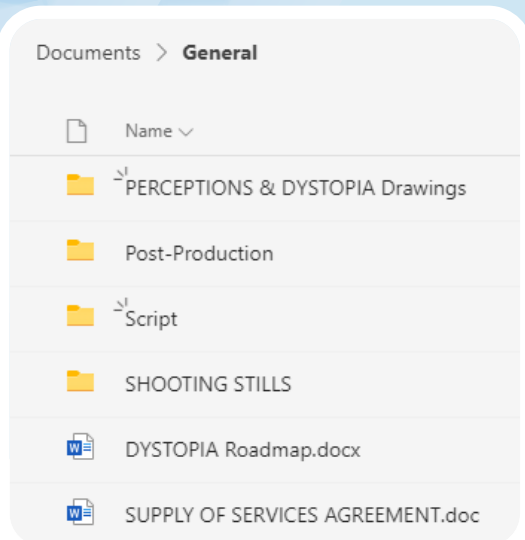 Documents > General
Name
PERCEPTIONS & DYSTOPIA Drawings
Post-Production
Script
SHOOTING STILLS
DYSTOPIA Roadmap.docx
SUPPLY OF SERVICES AGREEMENT.doc